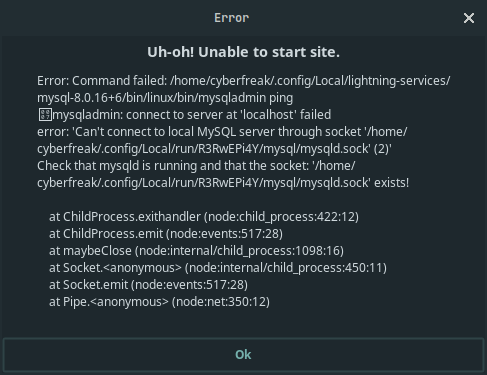 Error
Uh-oh! Unable to start site.
Error: Command failed: /home/cyberfreak/.config/Local/lightning-services/
mysql-8.0.16+6/bin/linux/bin/mysqladmin ping
mysqladmin: connect to server at 'localhost' failed
error: 'Can't connect to local MySQL server through socket '/home/
cyberfreak/.config/Local/run/R3RwEPi4Y/mysql/mysqld.sock' (2)'
Check that mysqld is running and that the socket: '/home/
cyberfreak/.config/Local/run/R3RwEPi4Y/mysql/mysqld.sock' exists!
at ChildProcess.exithandler (node:child_process:422:12)
at ChildProcess.emit (node:events:517:28)
at maybeClose (node:internal/child_process:1098:16)
at Socket.<anonymous> (node:internal/child_process:450:11)
at Socket.emit (node:events:517:28)
at Pipe.<anonymous> (node:net:350:12)
Ok